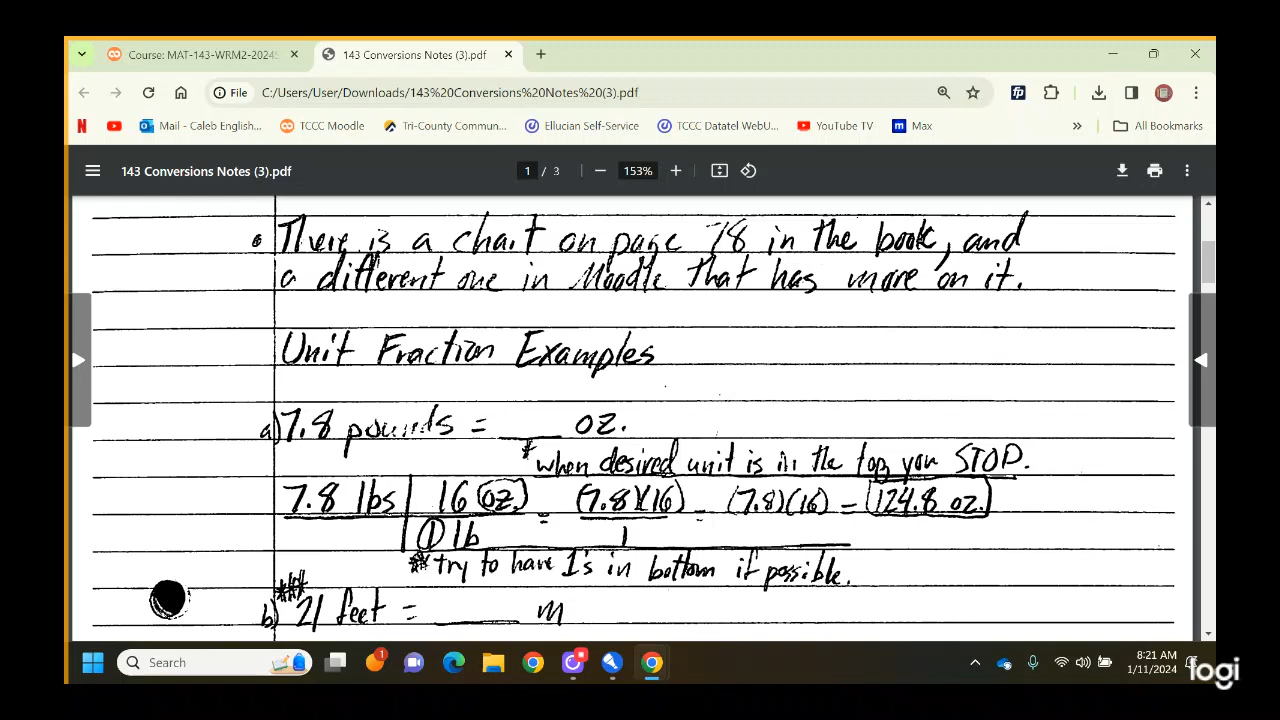 Course: MAT-143-WRM2-2024S
143 Conversions Notes (3).pdf
File C:/Users/User/Downloads/143%20Conversions%20Notes%20(3).pdf
Mail - Caleb English...
TCCC Moodle
Tri-County Commun...
Ellucian Self-Service
TCCC Datatel WebU...
YouTube TV
Max
All Bookmarks
143 Conversions Notes (3).pdf
1 / 3
153%
There is a chart on page 78 in the book, and
a different one in Moodle that has more on it.
Unit Fraction Examples
a) 7.8 pounds = ____ oz.
*when desired unit is in the top, you STOP.
7.8 lbs | 16 oz. = (7.8)(16) = (7.8)(16) = 124.8 oz.
1 lb 1
** try to have 1's in bottom if possible.
***
b) 21 feet = ____ m
Search
8:21 AM
1/11/2024
logi